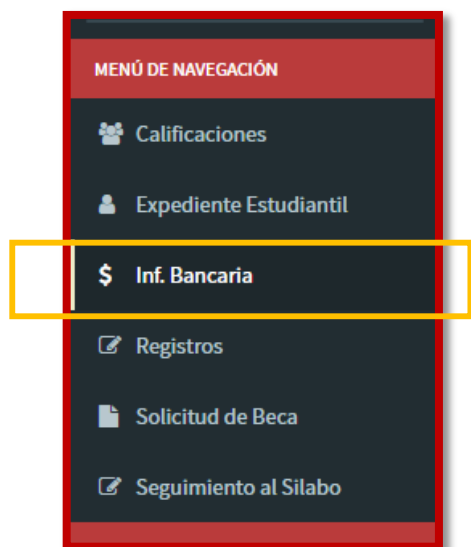 MENÚ DE NAVEGACIÓN
Calificaciones
Expediente Estudiantil
$ Inf. Bancaria
Registros
Solicitud de Beca
Seguimiento al Silabo